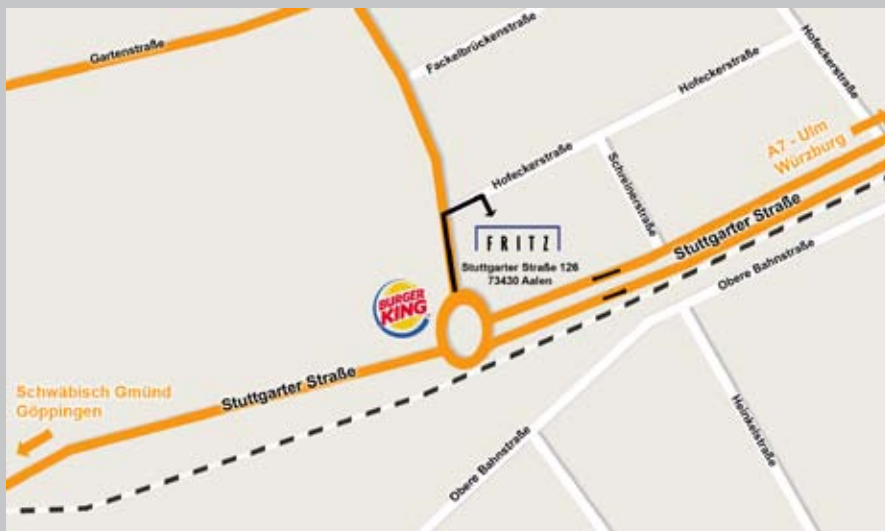 Gartenstraße
Fackelbrückenstraße
Hofeckerstraße
Hofeckerstraße
Hofeckerstraße
A7 - Ulm
Würzburg
Schreinerstraße
FRITZ
Stuttgarter Straße 126
73430 Aalen
Stuttgarter Straße
Obere Bahnstraße
BURGER
KING
Stuttgarter Straße
Schwäbisch Gmünd
Göppingen
Obere Bahnstraße
Heinkelstraße